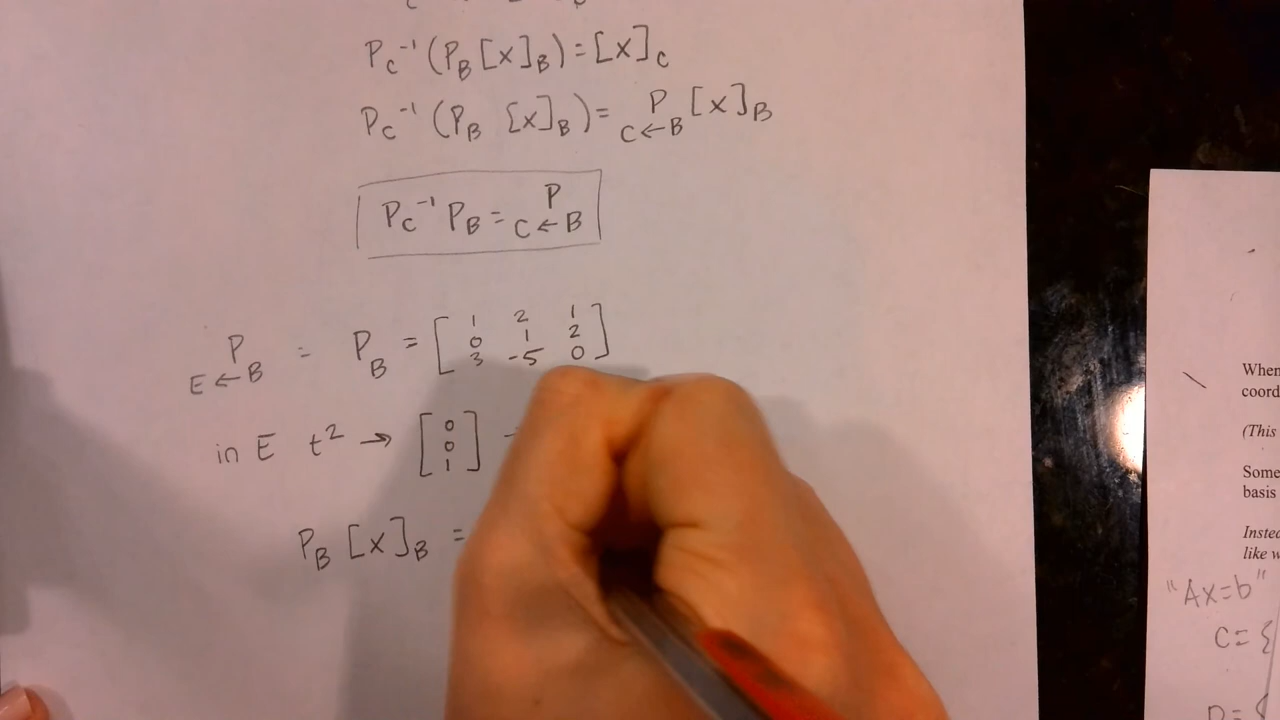 P_C^{-1} (P_B [x]_B) = [x]_C
P_C^{-1} (P_B [x]_B) = P_{C←B} [x]_B
P_C^{-1} P_B = P_{C←B}
P_{E←B} = P_B = [1 2 1
0 1 2
3 -5 0]
in E t^2 → [0
0
1]
P_B [x]_B =
When
coord
(This
Some
basis
Instea
like w
"Ax=b"
C={